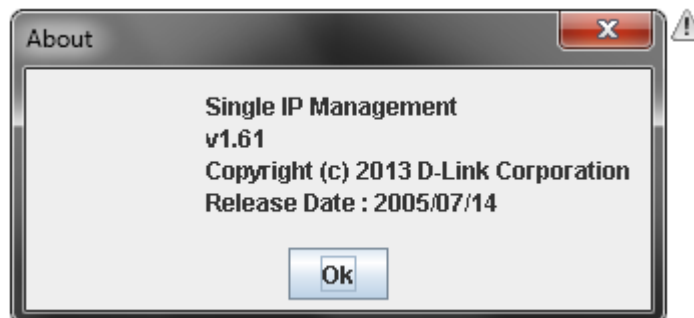 About
Single IP Management
v1.61
Copyright (c) 2013 D-Link Corporation
Release Date : 2005/07/14
Ok